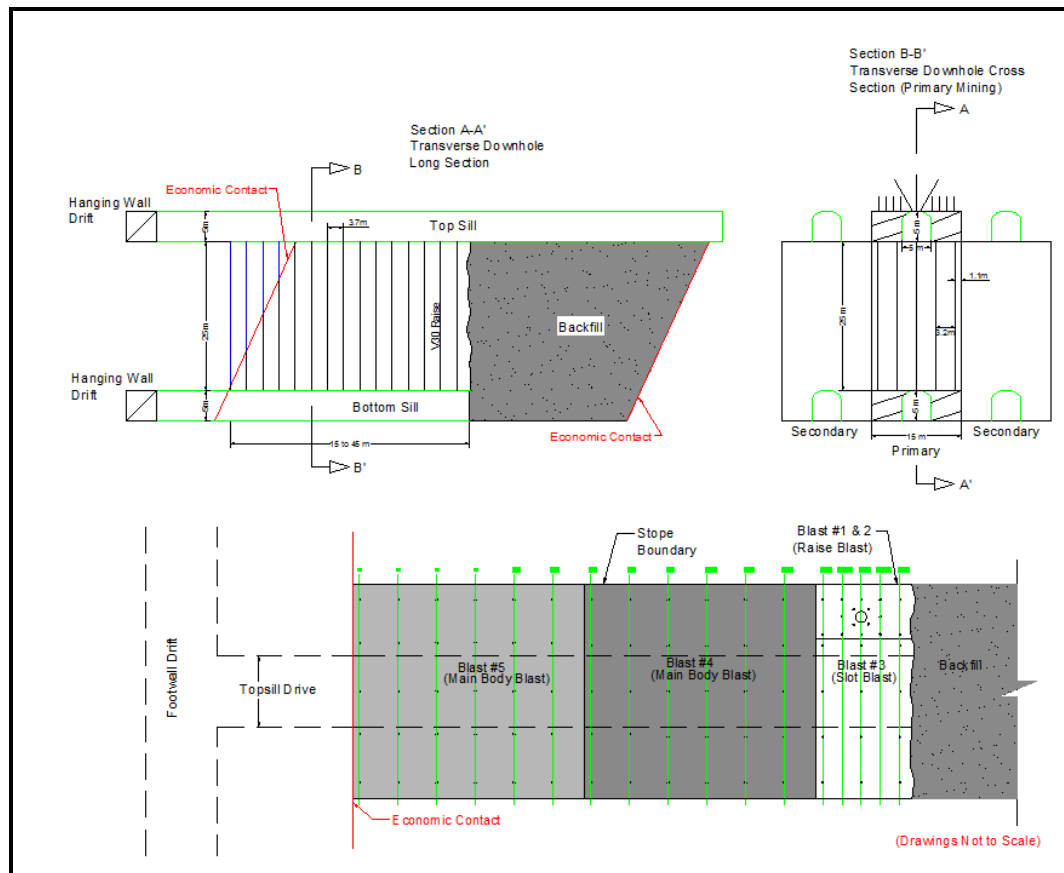 Section B-B'
Transverse Downhole Cross
Section (Primary Mining)
A
Section A-A'
Transverse Downhole
Long Section
B
Economic Contact
Hanging Wall
Drift
5m
3.7m
Top Sill
5m
5 m
1.1m
25m
V30 Raise
Backfill
25m
Hanging Wall
Drift
5m
Bottom Sill
5m
Economic Contact
Secondary
Secondary
15 to 45 m
15 m
Primary
B'
A'
Stope
Boundary
Blast #1 & 2
(Raise Blast)
Footwall Drift
Topsill Drive
Blast #5
(Main Body Blast)
Blast #4
(Main Body Blast)
Blast #3
(Slot Blast)
Backfill
Economic Contact
(Drawings Not to Scale)